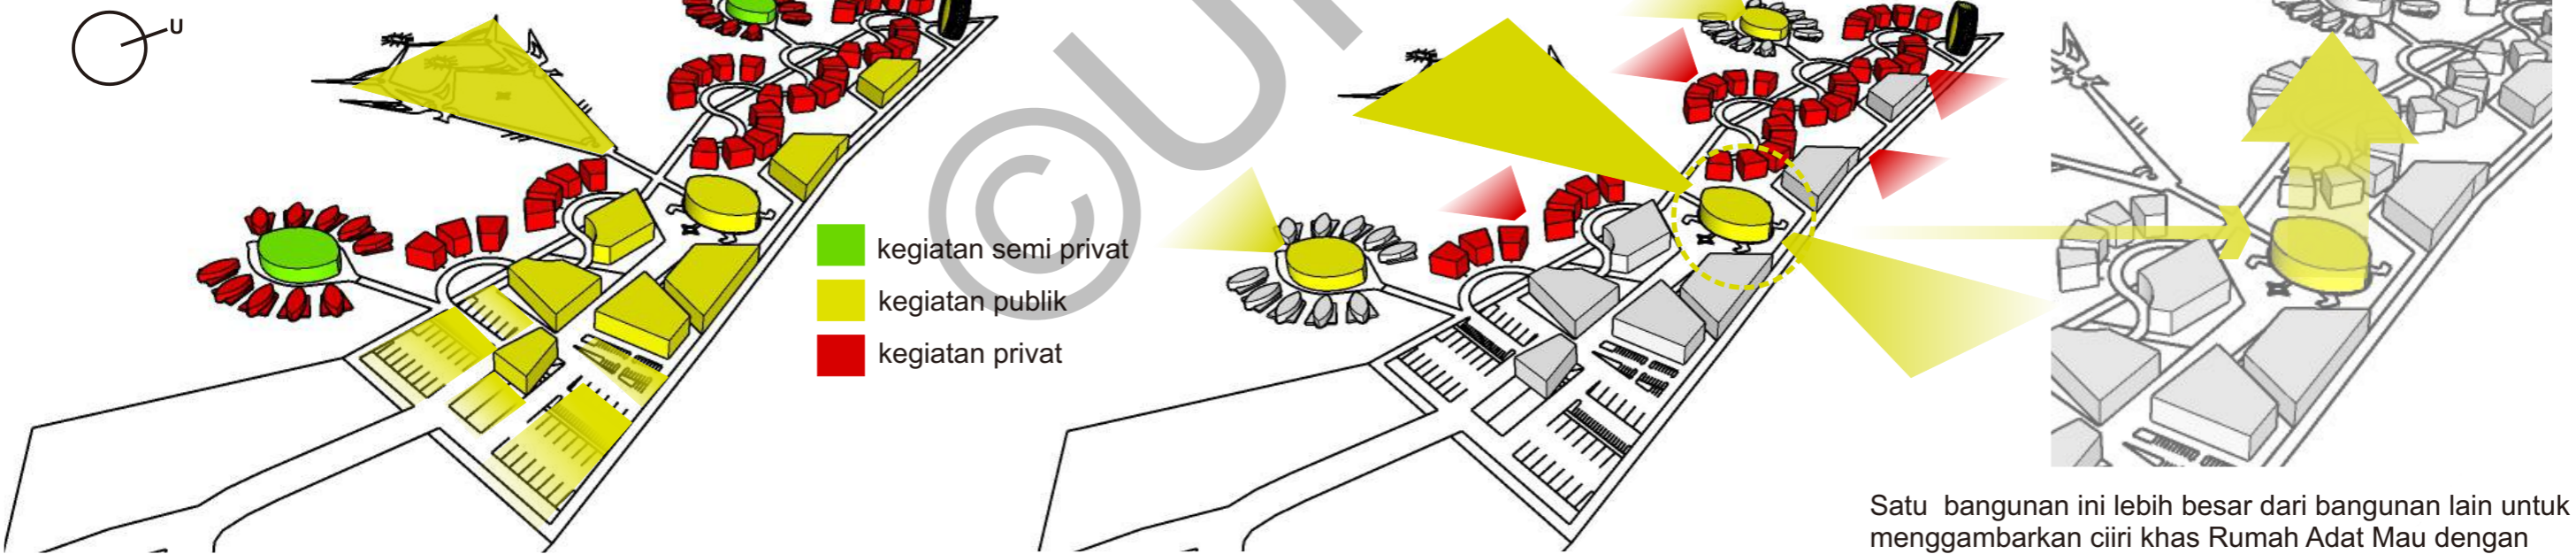 U
©U
kegiatan semi privat
kegiatan publik
kegiatan privat
Satu bangunan ini lebih besar dari bangunan lain untuk
menggambarkan ciiri khas Rumah Adat Mau dengan